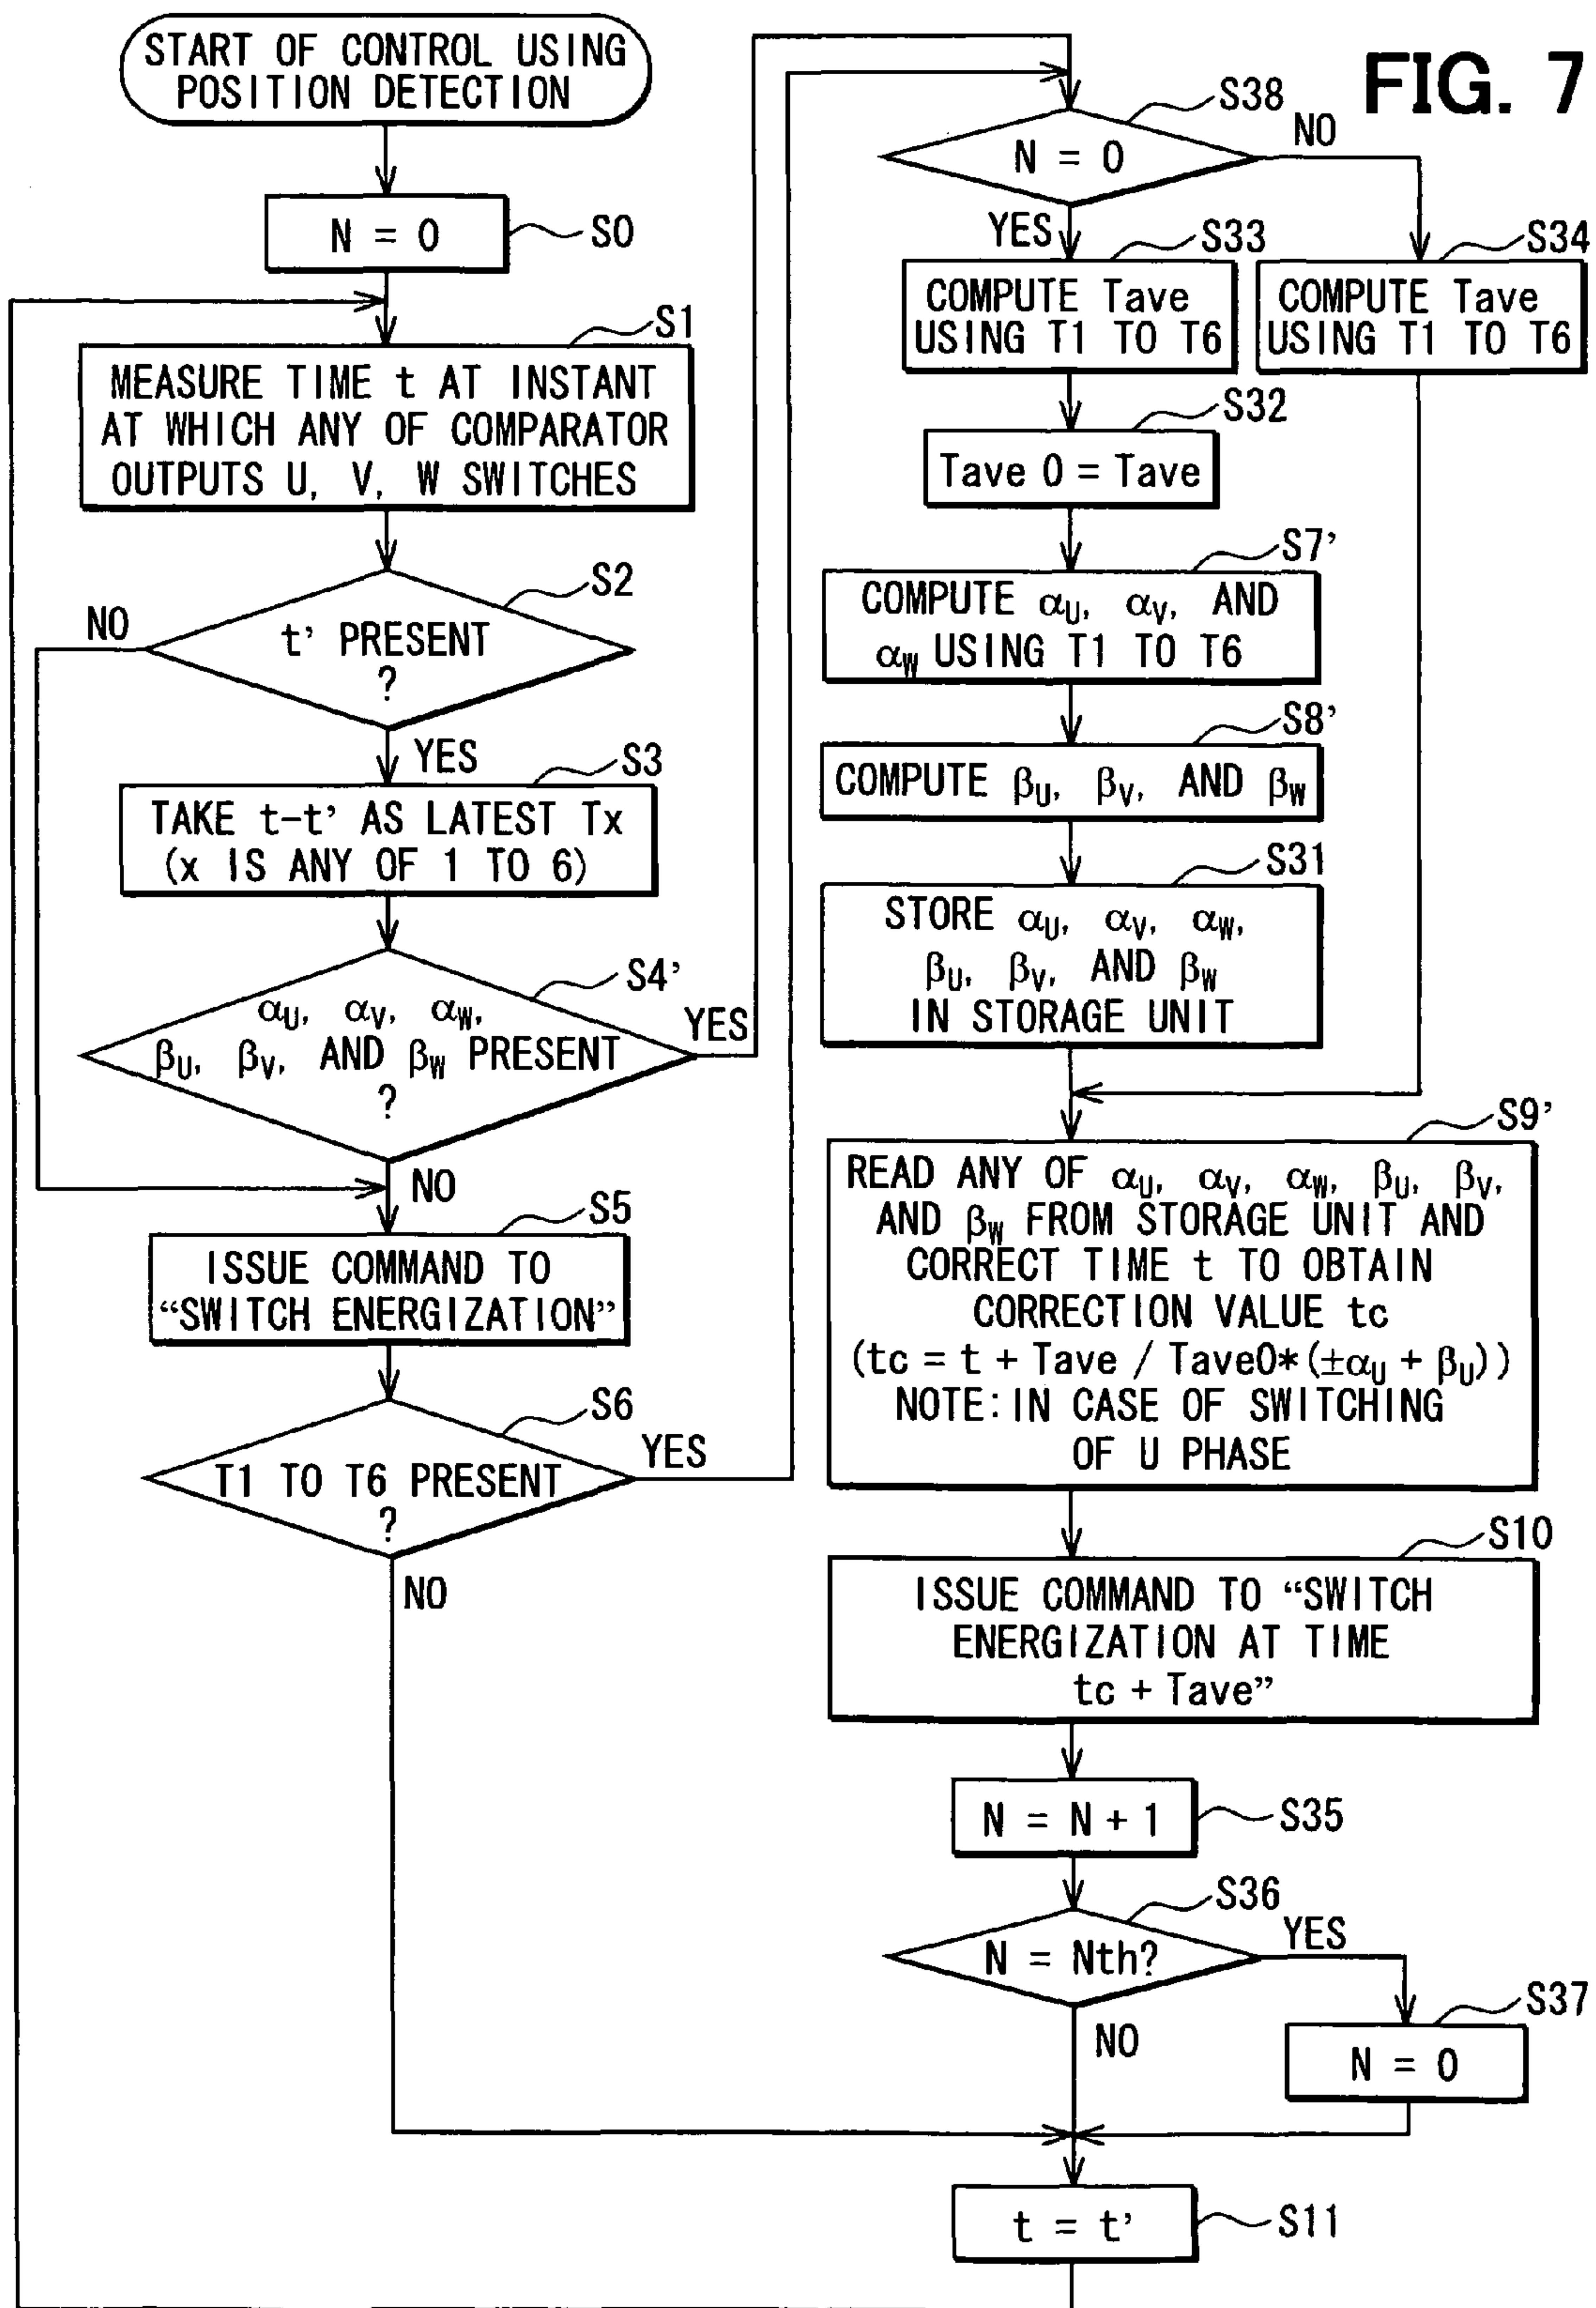 FIG. 7
START OF CONTROL USING
POSITION DETECTION
N = 0
S0
S1
MEASURE TIME t AT INSTANT
AT WHICH ANY OF COMPARATOR
OUTPUTS U, V, W SWITCHES
S2
NO
t' PRESENT
?
YES
S3
TAKE t-t' AS LATEST Tx
(x IS ANY OF 1 TO 6)
S4'
αU, αV, αW,
βU, βV, AND βW PRESENT
?
YES
NO
S5
ISSUE COMMAND TO
“SWITCH ENERGIZATION”
S6
T1 TO T6 PRESENT
?
YES
NO
S38
N = 0
NO
YES
S33
COMPUTE Tave
USING T1 TO T6
S34
COMPUTE Tave
USING T1 TO T6
S32
Tave 0 = Tave
S7'
COMPUTE αU, αV, AND
αW USING T1 TO T6
S8'
COMPUTE βU, βV, AND βW
S31
STORE αU, αV, αW,
βU, βV, AND βW
IN STORAGE UNIT
S9'
READ ANY OF αU, αV, αW, βU, βV,
AND βW FROM STORAGE UNIT AND
CORRECT TIME t TO OBTAIN
CORRECTION VALUE tc
(tc = t + Tave / Tave0*(±αU + βU))
NOTE: IN CASE OF SWITCHING
OF U PHASE
S10
ISSUE COMMAND TO “SWITCH
ENERGIZATION AT TIME
tc + Tave”
N = N + 1
S35
S36
N = Nth?
YES
NO
S37
N = 0
t = t'
S11